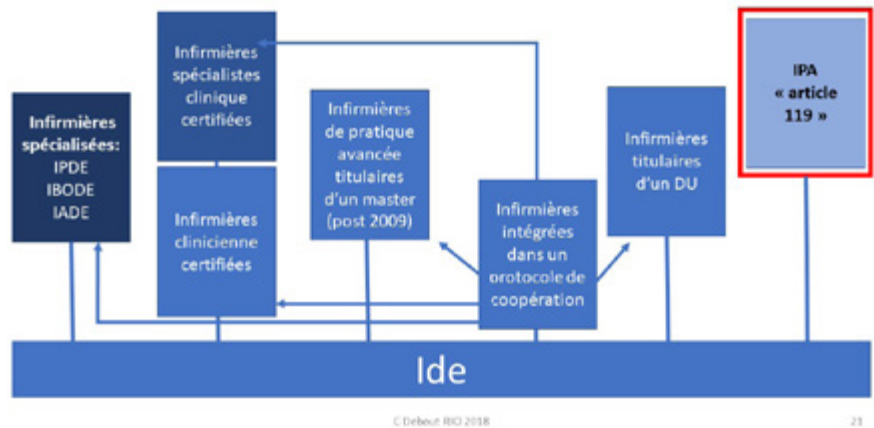 Infirmières
spécialisées:
IPDE
IBODE
IADE
Infirmières
spécialistes
clinique
certifiées
Infirmières
clinicienne
certifiées
Infirmières
de pratique
avancée
titulaires
d'un master
(post 2009)
Infirmières
intégrées
dans un
orotocole de
coopération
Infirmières
titulaires
d'un DU
IPA
« article
119 »
Ide
C Debout RIO 2018
21